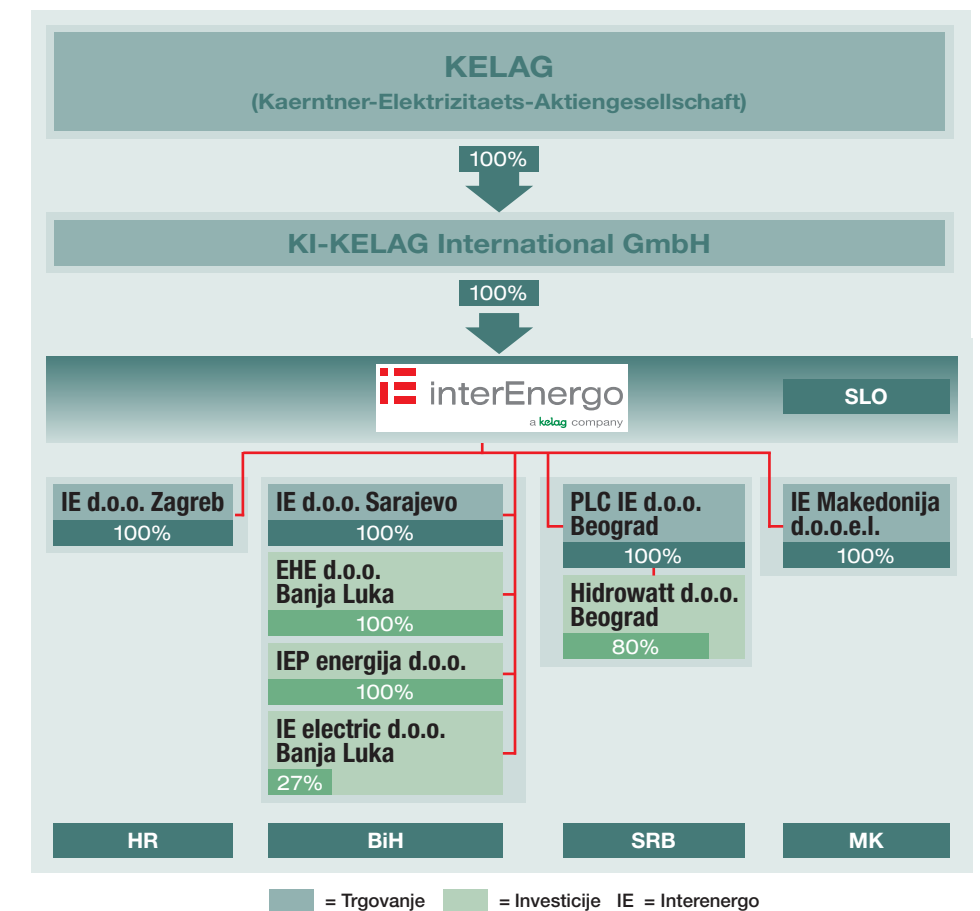 KELAG
(Kaerntner-Elektrizitaets-Aktiengesellschaft)
100%
KI-KELAG International GmbH
100%
iE interEnergo
a kelag company
SLO
IE d.o.o. Zagreb
100%
IE d.o.o. Sarajevo
100%
EHE d.o.o.
Banja Luka
100%
IEP energija d.o.o.
100%
IE electric d.o.o.
Banja Luka
27%
PLC IE d.o.o.
Beograd
100%
Hidrowatt d.o.o.
Beograd
80%
IE Makedonija
d.o.o.e.l.
100%
HR
BiH
SRB
MK
= Trgovanje = Investicije IE = Interenergo